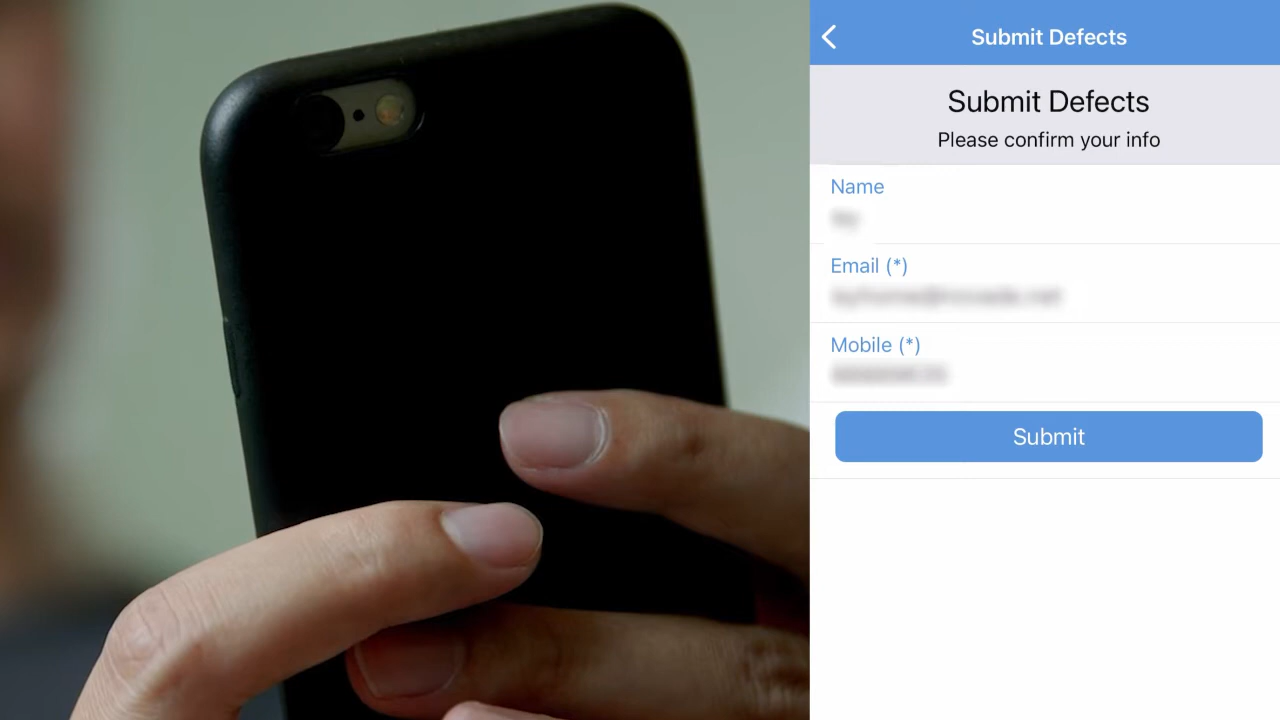 Submit Defects
Submit Defects
Please confirm your info
Name
Email (*)
Mobile (*)
Submit